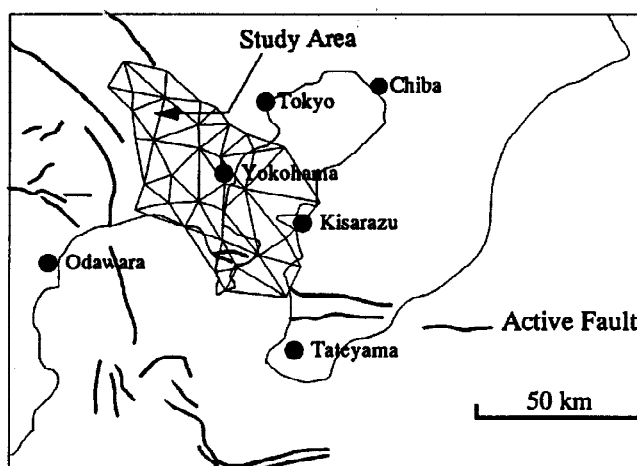 Study Area
Chiba
Tokyo
Yokohama
Kisarazu
Odawara
Active Fault
Tateyama
50 km